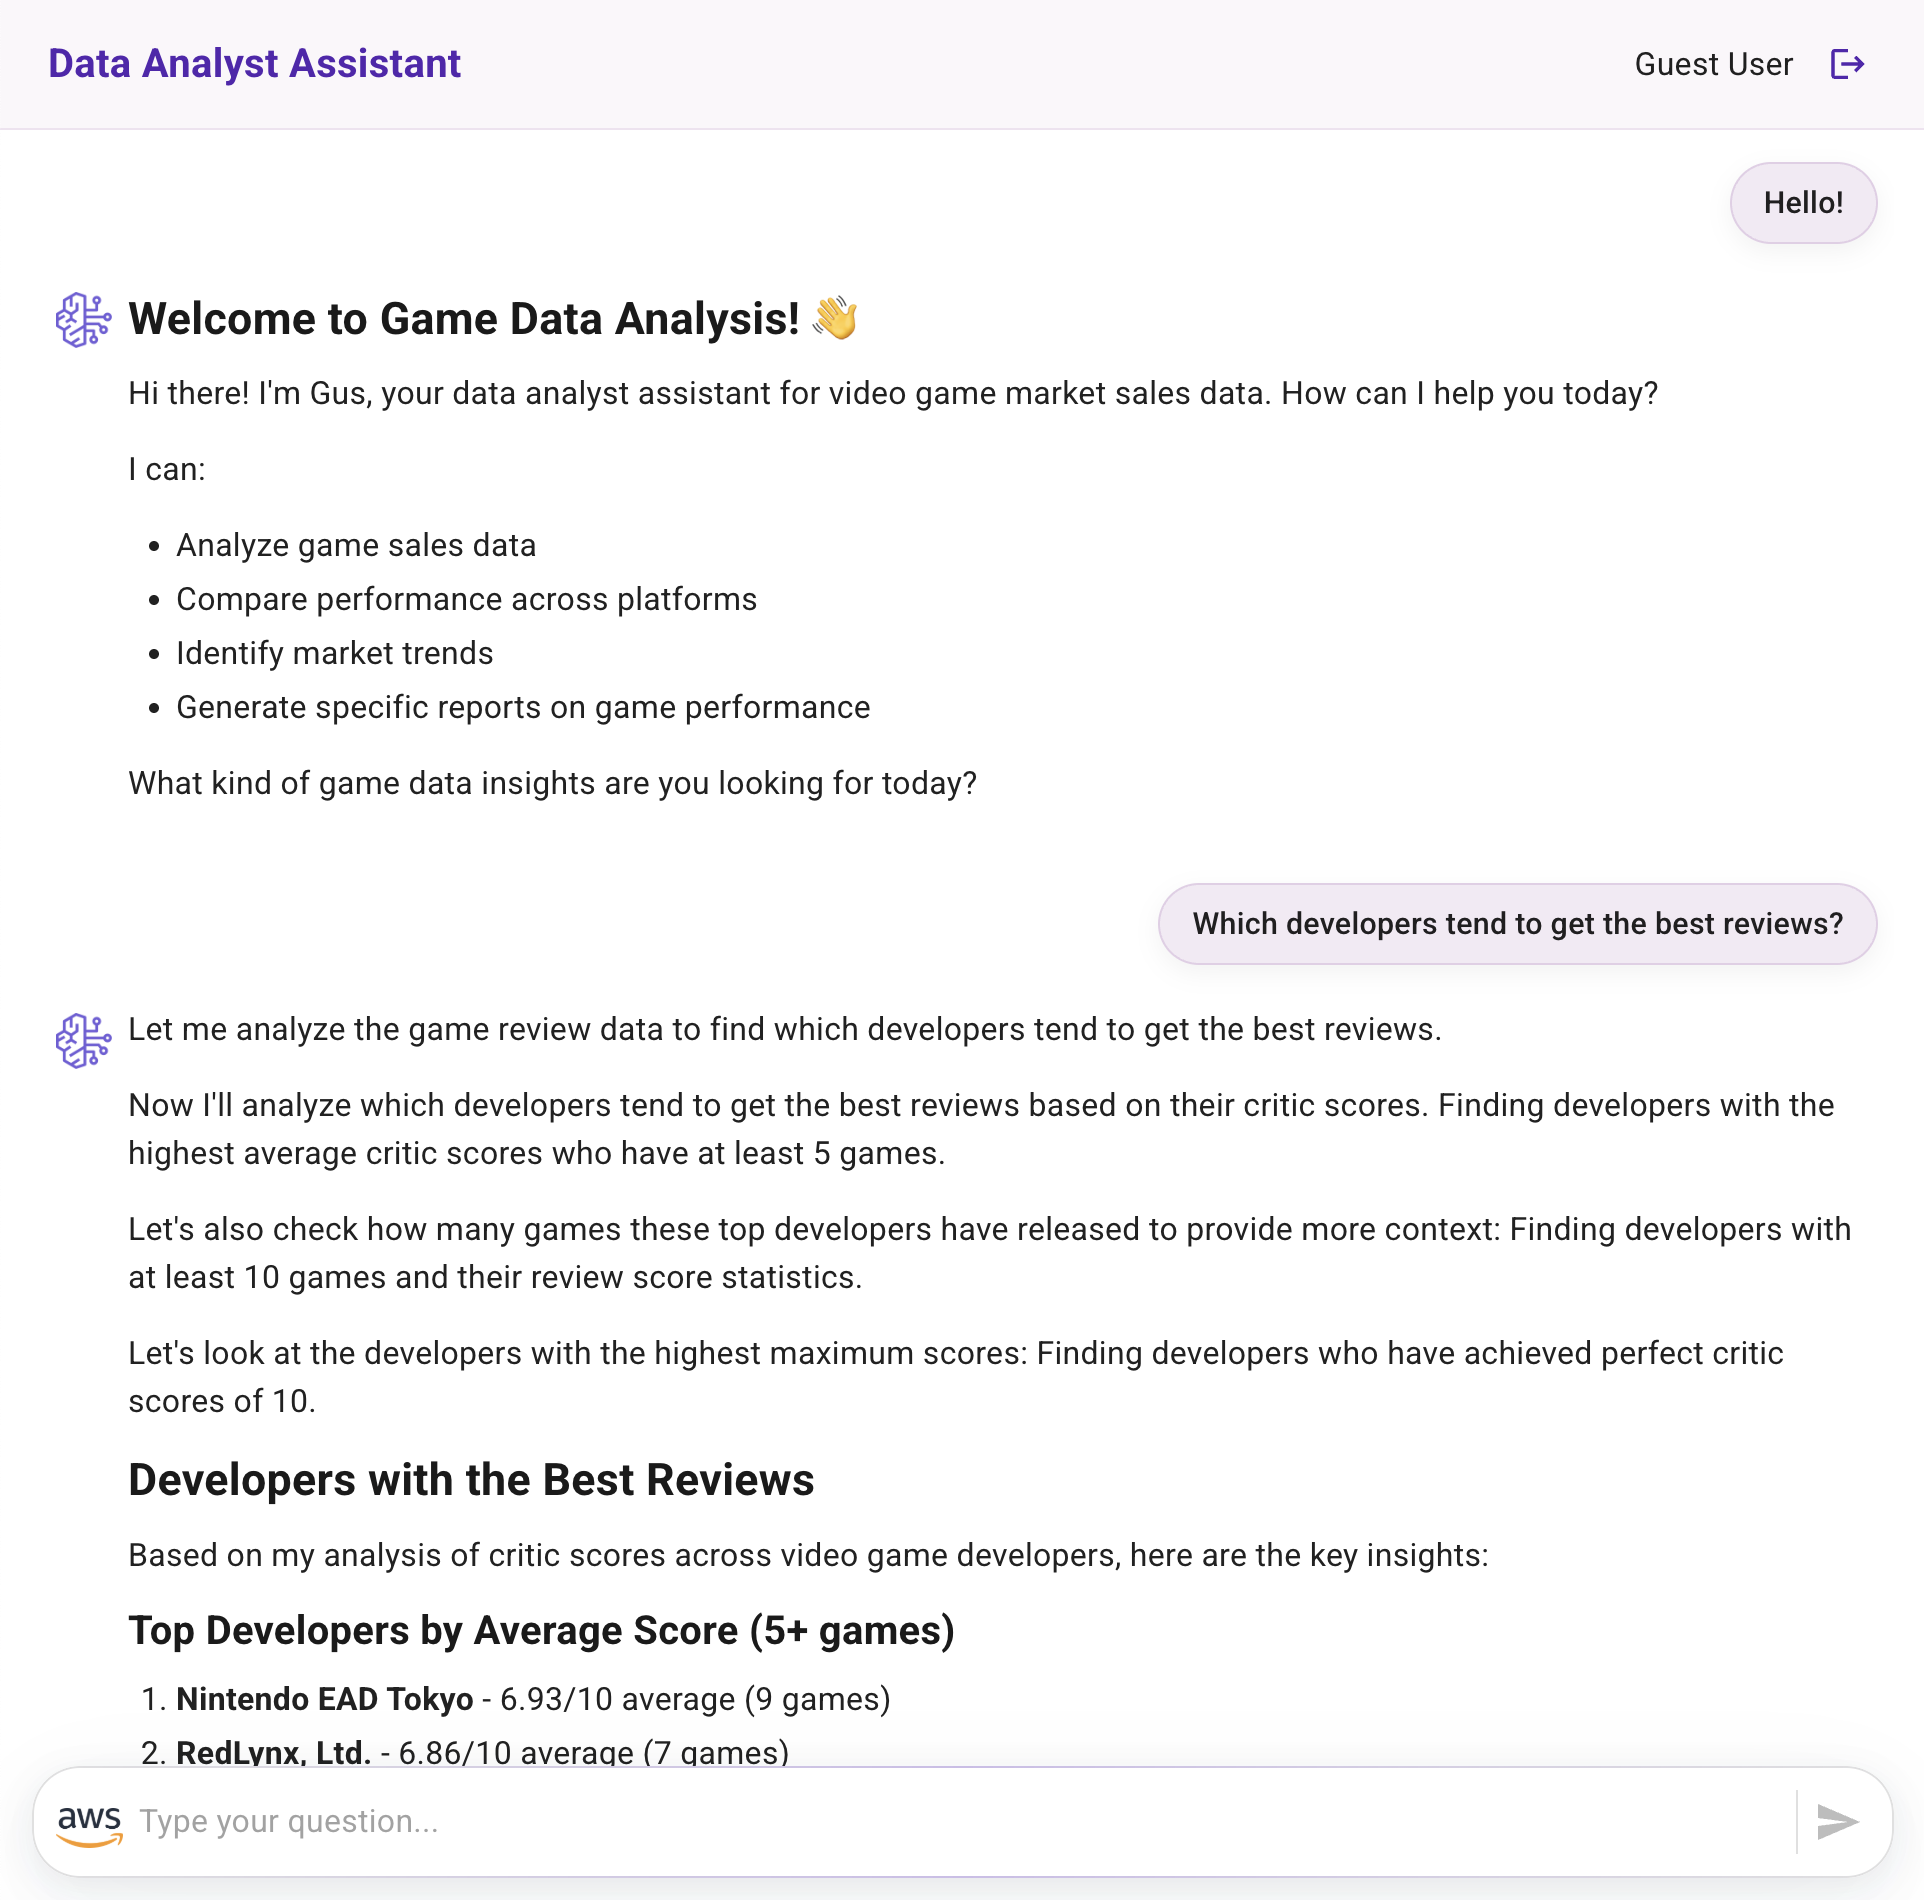 Data Analyst Assistant
Guest User
Hello!
Welcome to Game Data Analysis! 👋
Hi there! I'm Gus, your data analyst assistant for video game market sales data. How can I help you today?
I can:
• Analyze game sales data
• Compare performance across platforms
• Identify market trends
• Generate specific reports on game performance
What kind of game data insights are you looking for today?
Which developers tend to get the best reviews?
Let me analyze the game review data to find which developers tend to get the best reviews.
Now I'll analyze which developers tend to get the best reviews based on their critic scores. Finding developers with the
highest average critic scores who have at least 5 games.
Let's also check how many games these top developers have released to provide more context: Finding developers with
at least 10 games and their review score statistics.
Let's look at the developers with the highest maximum scores: Finding developers who have achieved perfect critic
scores of 10.
Developers with the Best Reviews
Based on my analysis of critic scores across video game developers, here are the key insights:
Top Developers by Average Score (5+ games)
1. Nintendo EAD Tokyo - 6.93/10 average (9 games)
2. RedLynx, Ltd. - 6.86/10 average (7 games)
aws
Type your question...